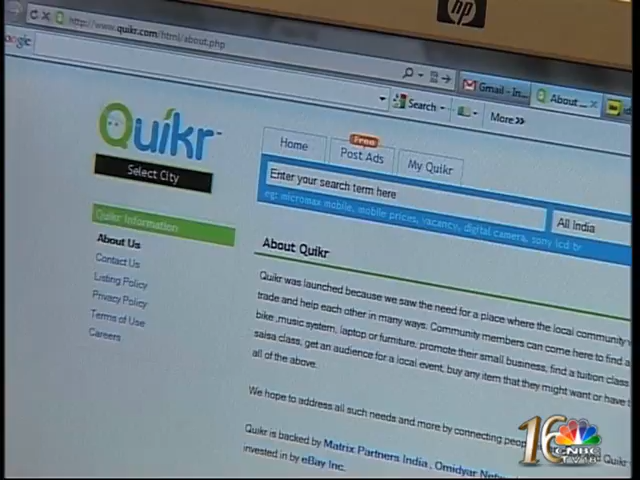 hp
http://www.quikr.com/html/about.php
Gmail - In...
About ...
Search
More »
Quikr
Select City
Home
Free
Post Ads
My Quikr
Enter your search term here
All India
eg: micromax mobile, mobile prices, vacancy, digital camera, sony lcd tv
Quikr Information
About Us
Contact Us
Listing Policy
Privacy Policy
Terms of Use
Careers
About Quikr
Quikr was launched because we saw the need for a place where the local community
trade and help each other in many ways. Community members can come here to find a
bike ,music system, laptop or furniture, promote their small business, find a tuition class
salsa class, get an audience for a local event, buy any item that they might want or have
all of the above.
We hope to address all such needs and more by connecting
Quikr
Quikr is backed by Matrix Partners India , Omidyar
invested in by eBay Inc.
16
CNBC
TV18